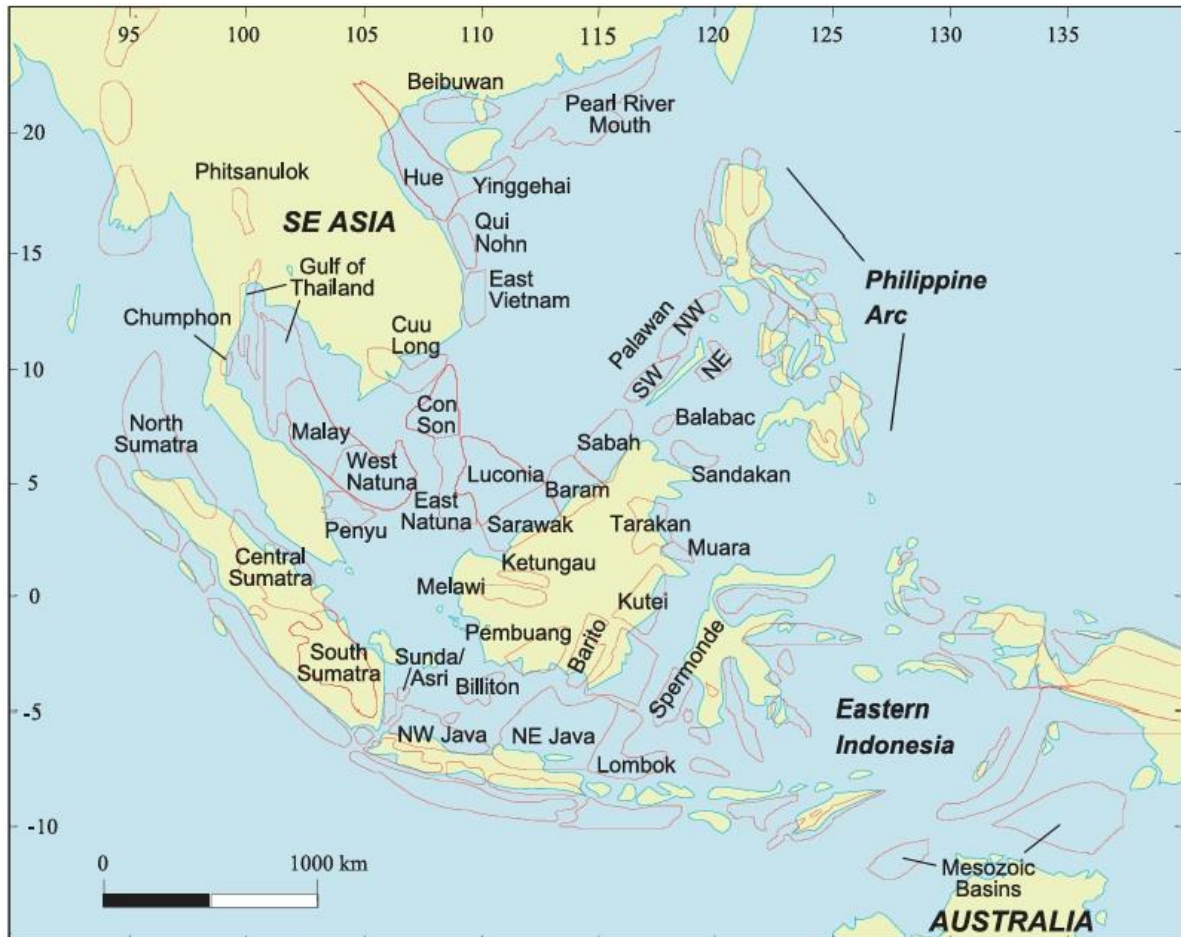 95 100 105 110 115 120 125 130 135
Beibuwan
Pearl River
Mouth
20
Phitsanulok
Hue
Yinggehai
SE ASIA
Qui
Nohn
15
Gulf of
Thailand
East
Vietnam
Philippine
Arc
Chumphon
Cuu
Long
Palawan
NW
SW
NE
10
North
Sumatra
Malay
Con
Son
Balabac
Sabah
West
Natuna
Luconia
Sandakan
5
Baram
East
Natuna
Penyu
Sarawak
Tarakan
Muara
Central
Sumatra
Ketungau
Melawi
0
Kutei
Pembuang
Barito
Spermonde
South
Sumatra
Sunda/
/Asri
Billiton
-5
Eastern
Indonesia
NW Java
NE Java
Lombok
-10
0 1000 km
Mesozoic
Basins
AUSTRALIA